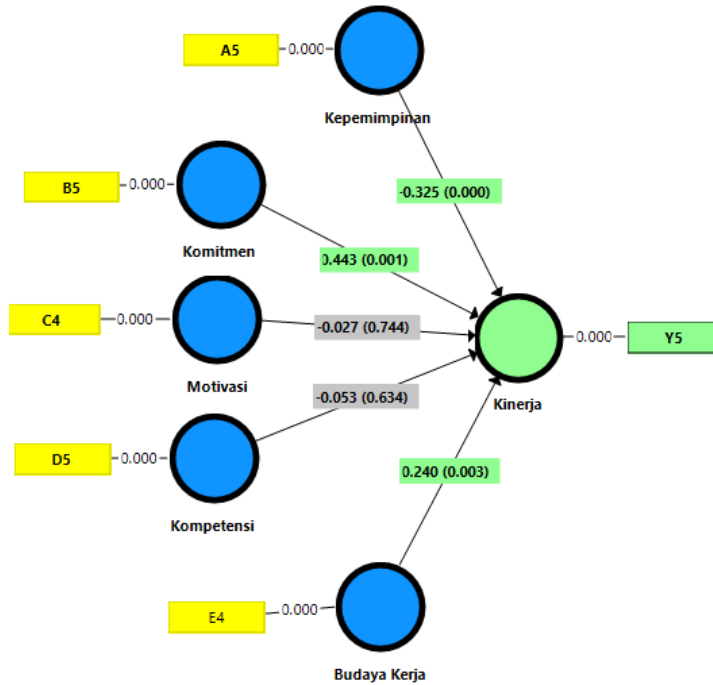 A5
0.000
Kepemimpinan
-0.325 (0.000)
B5
0.000
Komitmen
0.443 (0.001)
C4
0.000
-0.027 (0.744)
Motivasi
0.000
Y5
Kinerja
-0.053 (0.634)
D5
0.000
Kompetensi
0.240 (0.003)
E4
0.000
Budaya Kerja